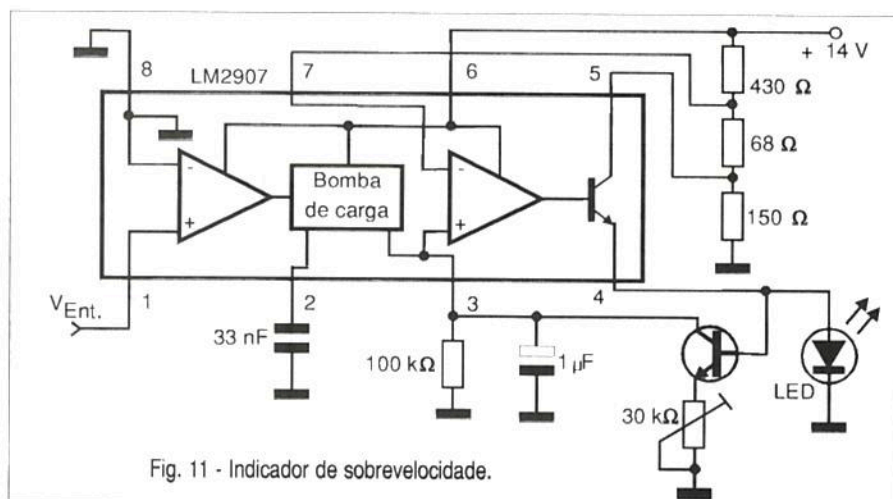 8
LM2907
7
6
5
+ 14 V
430 Ω
68 Ω
150 Ω
-
+
Bomba
de carga
-
+
VEnt.
1
2
3
4
33 nF
100 kΩ
1 µF
30 kΩ
LED
Fig. 11 - Indicador de sobrevelocidade.